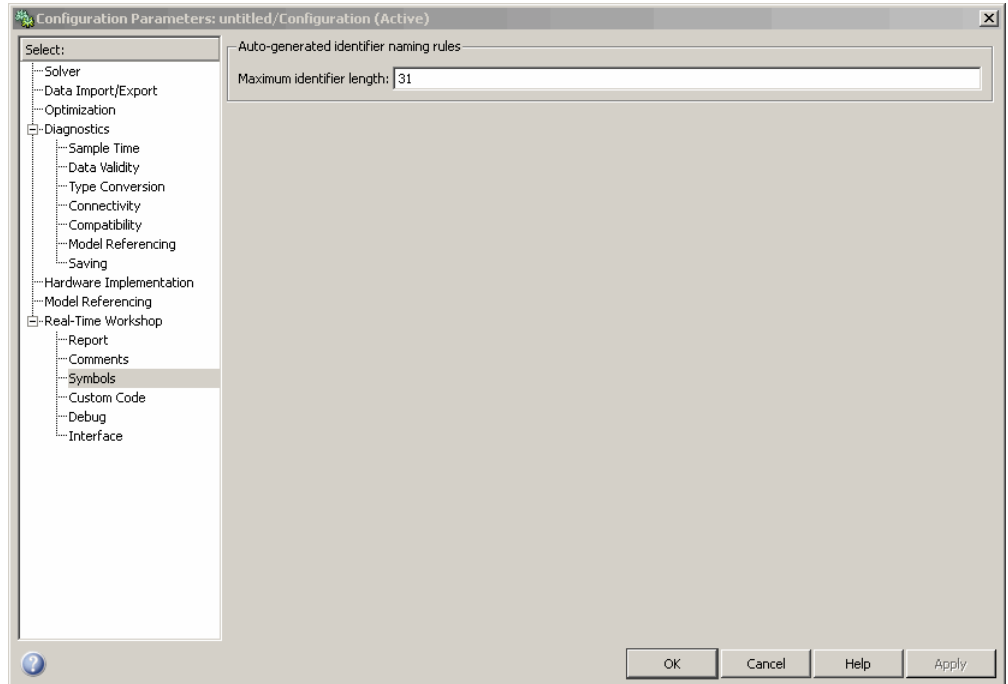 Configuration Parameters: untitled/Configuration (Active)
Select:
Solver
Data Import/Export
Optimization
Diagnostics
Sample Time
Data Validity
Type Conversion
Connectivity
Compatibility
Model Referencing
Saving
Hardware Implementation
Model Referencing
Real-Time Workshop
Report
Comments
Symbols
Custom Code
Debug
Interface
Auto-generated identifier naming rules
Maximum identifier length: 31
OK Cancel Help Apply